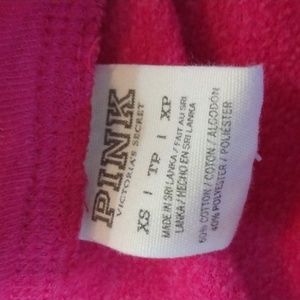 PINK
VICTORIA'S SECRET
XS | TP | XP
MADE IN SRI LANKA / FAIT AU SRI
LANKA / HECHO EN SRI LANKA
60% COTTON / COTON / ALGODON
40% POLYESTER / POLIESTER